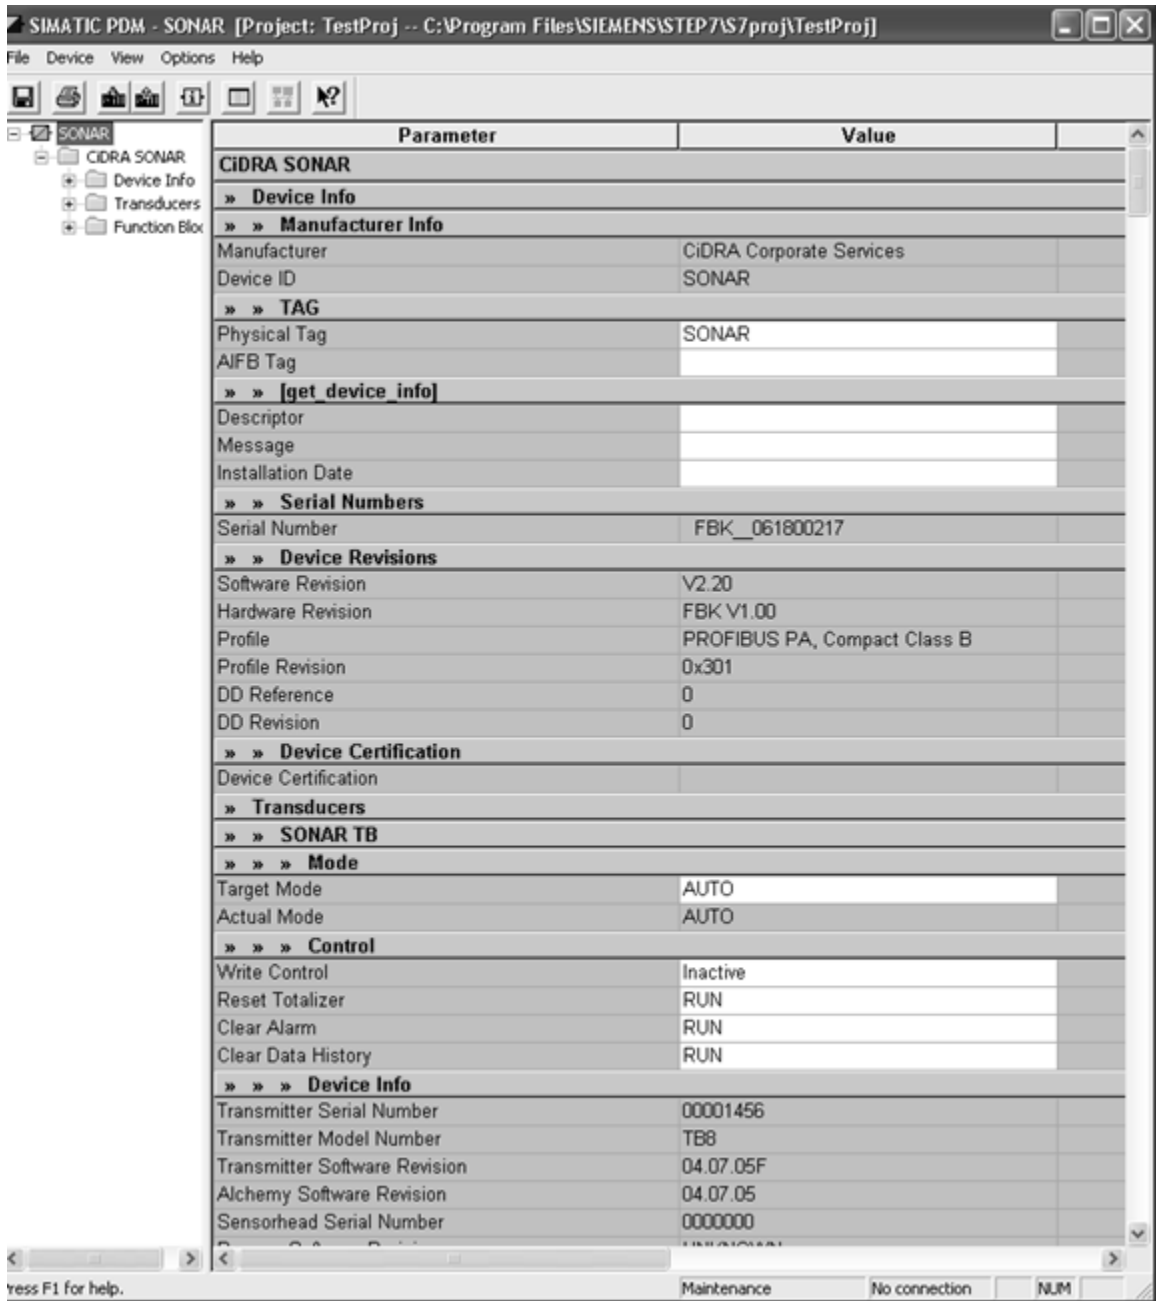 SIMATIC PDM - SONAR [Project: TestProj -- C:\Program Files\SIEMENS\STEP7\S7proj\TestProj]
File Device View Options Help
SONAR
CiDRA SONAR
Device Info
Transducers
Function Bloc
Parameter Value
CiDRA SONAR
» Device Info
» » Manufacturer Info
Manufacturer CiDRA Corporate Services
Device ID SONAR
» » TAG
Physical Tag SONAR
AIFB Tag
» » [get_device_info]
Descriptor
Message
Installation Date
» » Serial Numbers
Serial Number FBK__061800217
» » Device Revisions
Software Revision V2.20
Hardware Revision FBK V1.00
Profile PROFIBUS PA, Compact Class B
Profile Revision 0x301
DD Reference 0
DD Revision 0
» » Device Certification
Device Certification
» Transducers
» » SONAR TB
» » » Mode
Target Mode AUTO
Actual Mode AUTO
» » » Control
Write Control Inactive
Reset Totalizer RUN
Clear Alarm RUN
Clear Data History RUN
» » » Device Info
Transmitter Serial Number 00001456
Transmitter Model Number TB8
Transmitter Software Revision 04.07.05F
Alchemy Software Revision 04.07.05
Sensorhead Serial Number 0000000
ress F1 for help. Maintenance No connection NUM